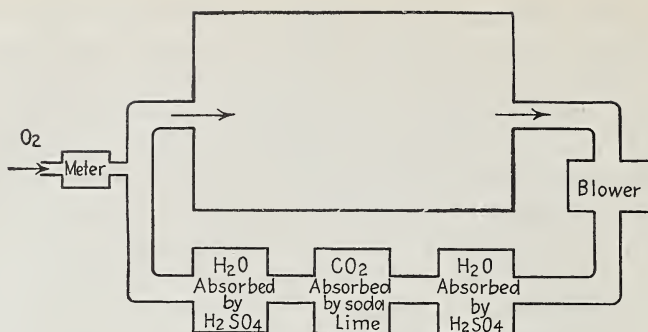 O2
Meter
Blower
H2O
Absorbed
by
H2SO4
CO2
Absorbed
by soda
Lime
H2O
Absorbed
by
H2SO4